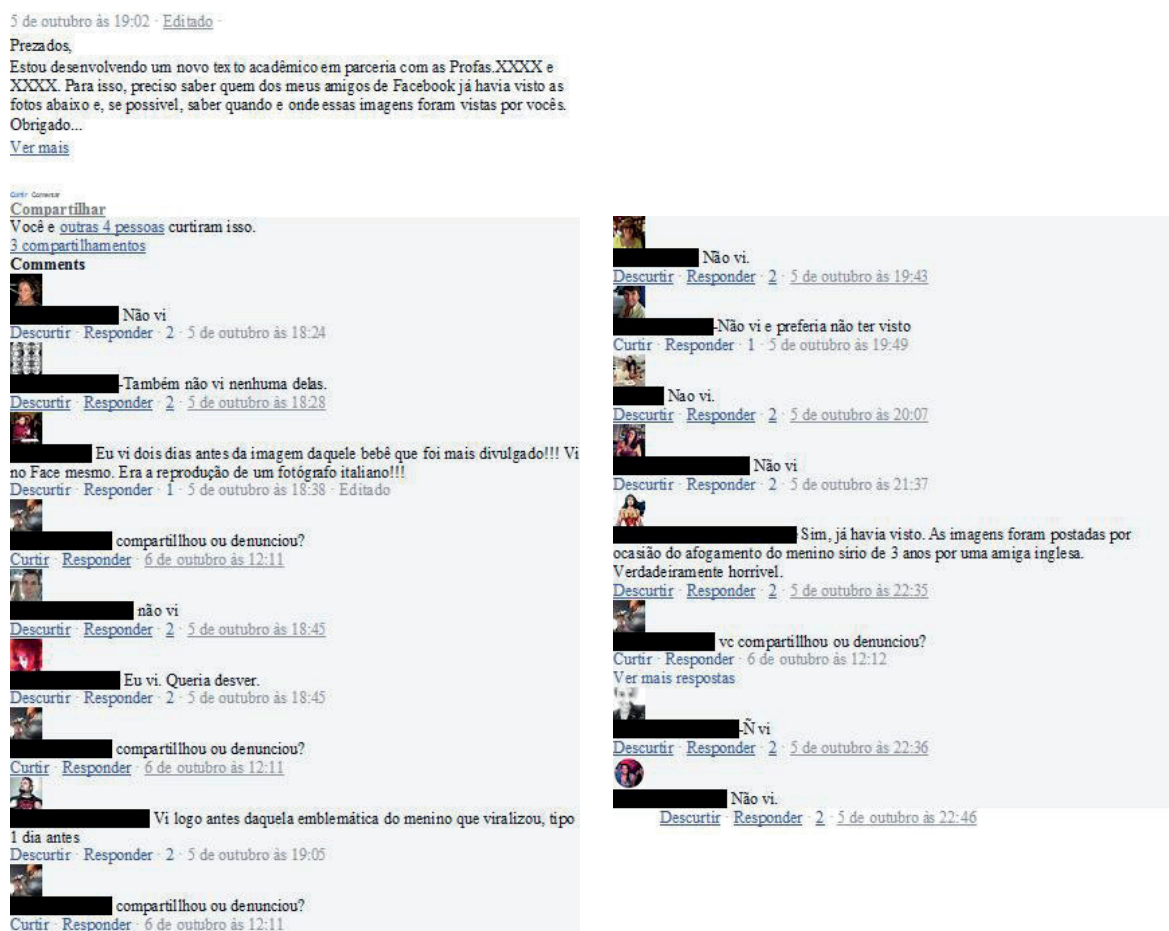 5 de outubro às 19:02 · Editado ·
Prezados,
Estou desenvolvendo um novo texto acadêmico em parceria com as Profas.XXXX e
XXXX. Para isso, preciso saber quem dos meus amigos de Facebook já havia visto as
fotos abaixo e, se possivel, saber quando e onde essas imagens foram vistas por vocês.
Obrigado...
Ver mais
Curtir Comentar
Compartilhar
Você e outras 4 pessoas curtiram isso.
3 compartilhamentos
Comments
Não vi
Descurtir · Responder · 2 · 5 de outubro às 18:24
-Também não vi nenhuma delas.
Descurtir · Responder · 2 · 5 de outubro às 18:28
Eu vi dois dias antes da imagem daquele bebê que foi mais divulgado!!! Vi
no Face mesmo. Era a reprodução de um fotógrafo italiano!!!
Descurtir · Responder · 1 · 5 de outubro às 18:38 · Editado
compartillhou ou denunciou?
Curtir · Responder · 6 de outubro às 12:11
não vi
Descurtir · Responder · 2 · 5 de outubro às 18:45
Eu vi. Queria desver.
Descurtir · Responder · 2 · 5 de outubro às 18:45
compartillhou ou denunciou?
Curtir · Responder · 6 de outubro às 12:11
Vi logo antes daquela emblemática do menino que viralizou, tipo
1 dia antes
Descurtir · Responder · 2 · 5 de outubro às 19:05
compartillhou ou denunciou?
Curtir · Responder · 6 de outubro às 12:11
Não vi.
Descurtir · Responder · 2 · 5 de outubro às 19:43
-Não vi e preferia não ter visto
Curtir · Responder · 1 · 5 de outubro às 19:49
Nao vi.
Descurtir · Responder · 2 · 5 de outubro às 20:07
Não vi
Descurtir · Responder · 2 · 5 de outubro às 21:37
Sim, já havia visto. As imagens foram postadas por
ocasião do afogamento do menino sírio de 3 anos por uma amiga inglesa.
Verdadeiramente horrivel.
Descurtir · Responder · 2 · 5 de outubro às 22:35
vc compartillhou ou denunciou?
Curtir · Responder · 6 de outubro às 12:12
Ver mais respostas
-Ñ vi
Descurtir · Responder · 2 · 5 de outubro às 22:36
Não vi.
Descurtir · Responder · 2 · 5 de outubro às 22:46